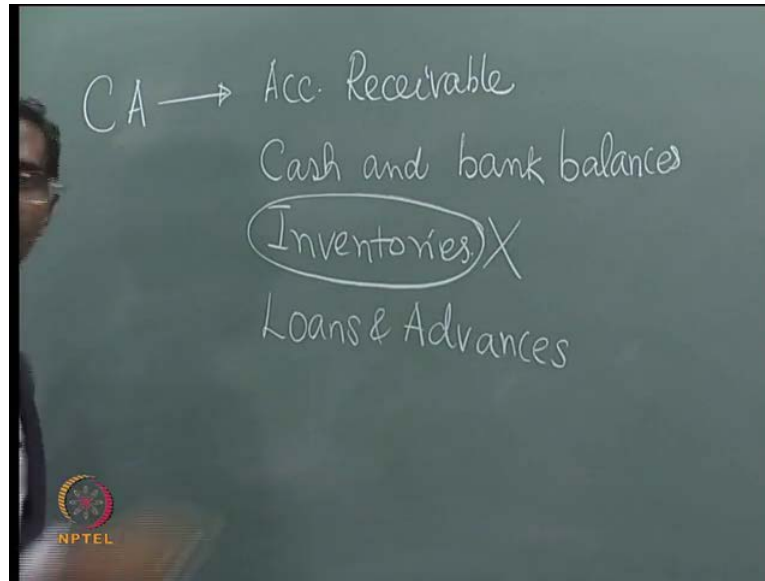 CA → Acc. Receivable
Cash and bank balances
Inventories X
Loans & Advances
NPTEL